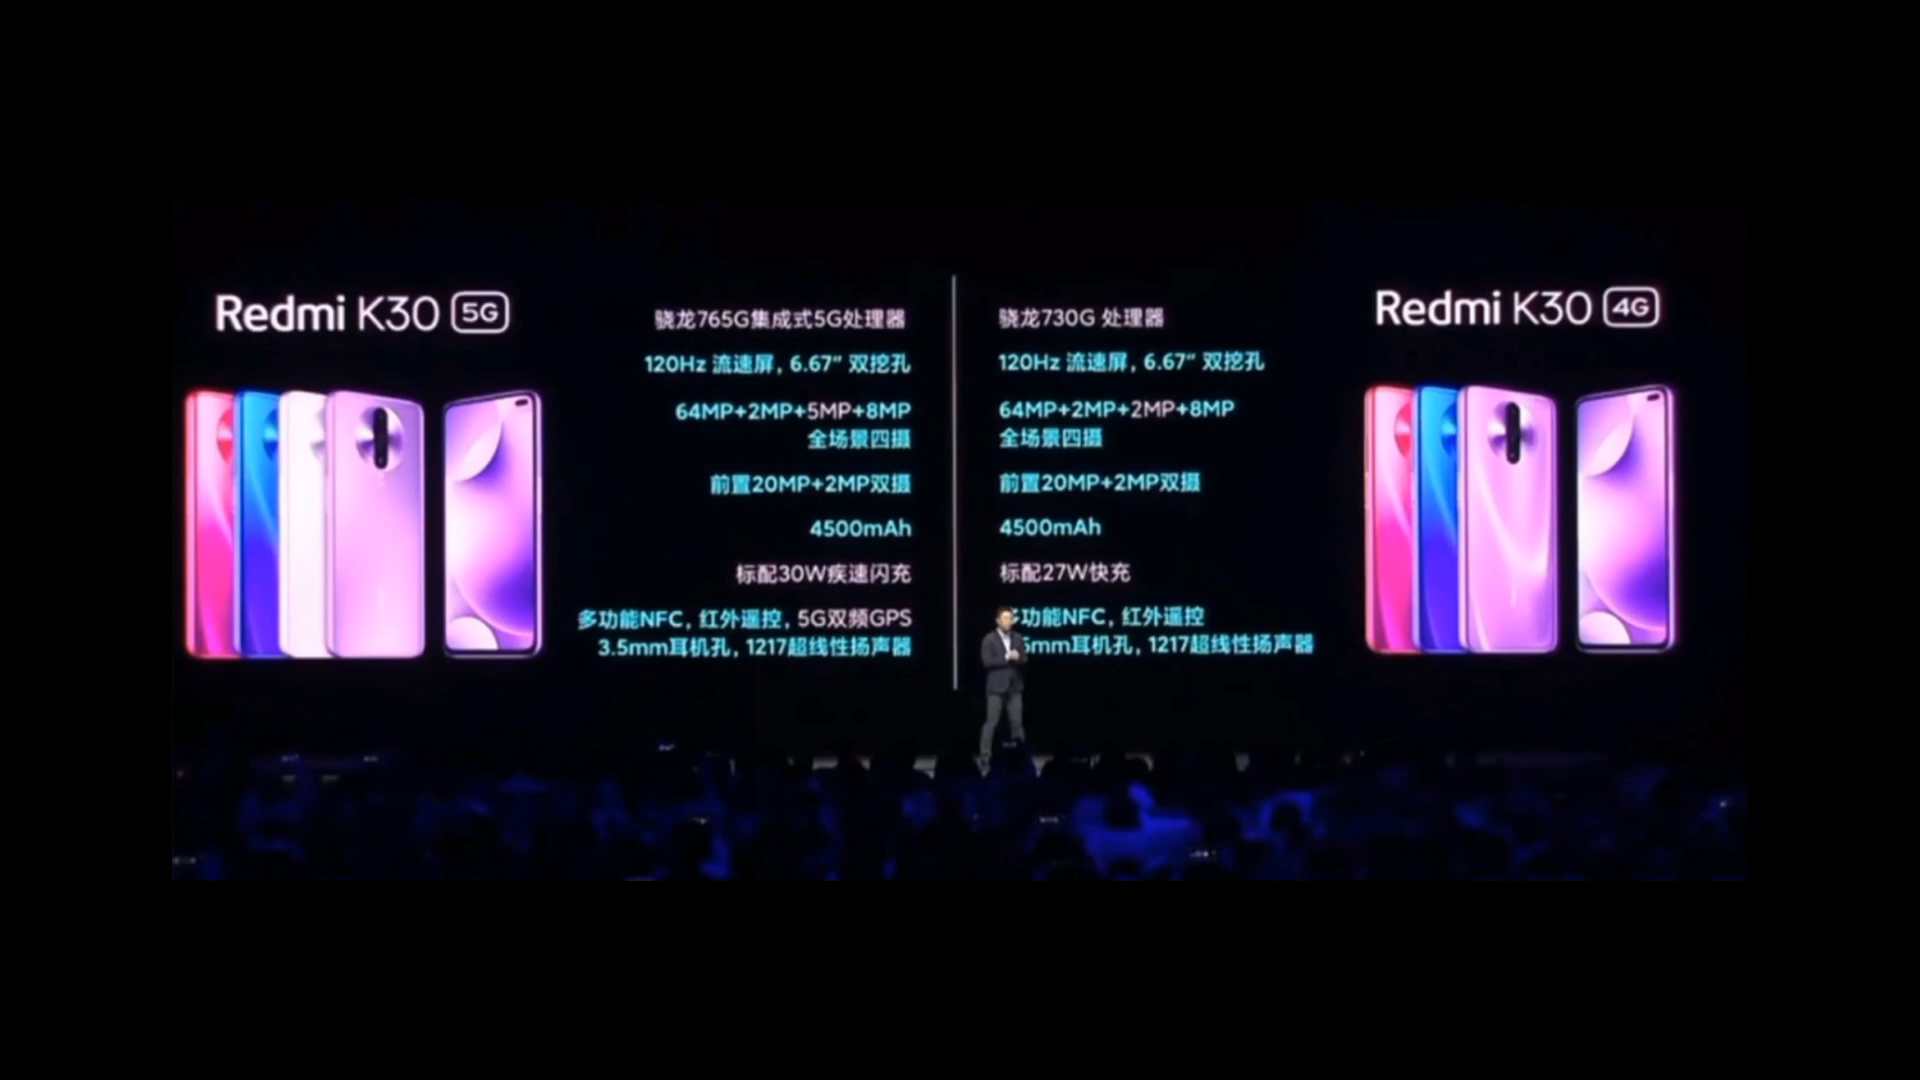 Redmi K30 5G
骁龙765G集成式5G处理器
120Hz 流速屏，6.67” 双挖孔
64MP+2MP+5MP+8MP
全场景四摄
前置20MP+2MP双摄
4500mAh
标配30W疾速闪充
多功能NFC，红外遥控，5G双频GPS
3.5mm耳机孔，1217超线性扬声器
骁龙730G 处理器
120Hz 流速屏，6.67” 双挖孔
64MP+2MP+2MP+8MP
全场景四摄
前置20MP+2MP双摄
4500mAh
标配27W快充
多功能NFC，红外遥控
5mm耳机孔，1217超线性扬声器
Redmi K30 4G